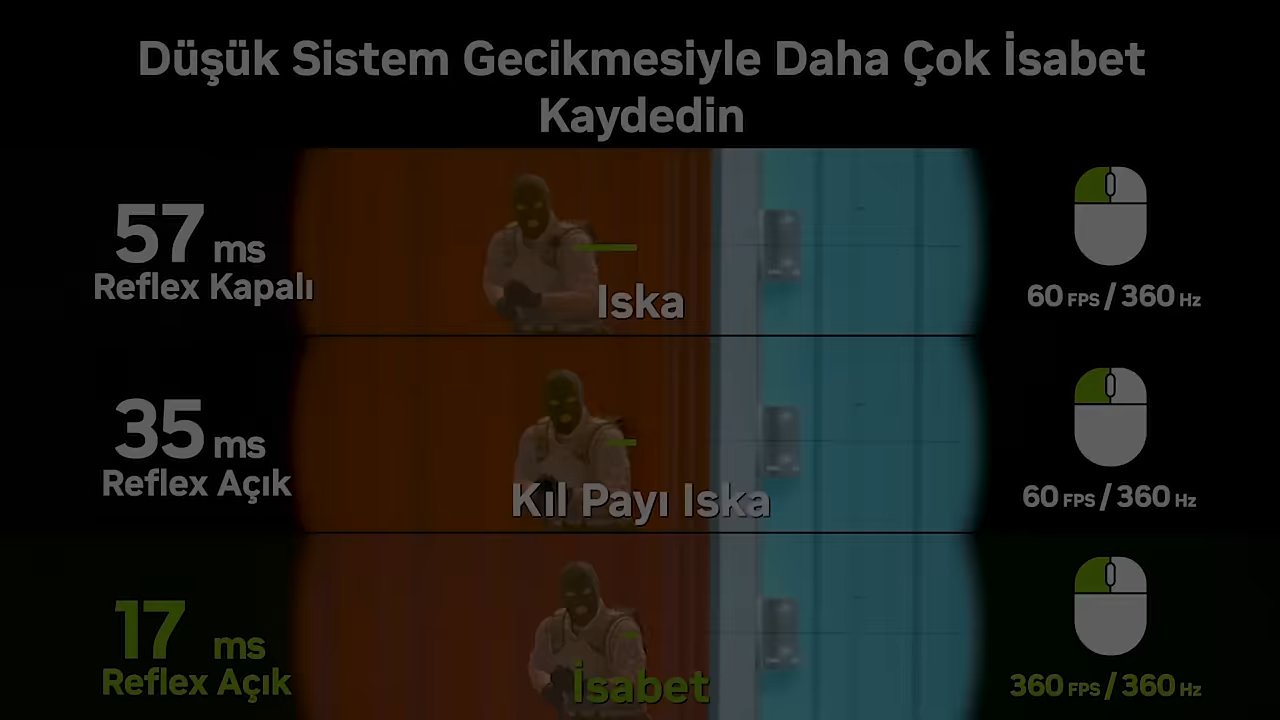 Düşük Sistem Gecikmesiyle Daha Çok İsabet
Kaydedin
57 ms
Reflex Kapalı
Iska
60 FPS / 360 Hz
35 ms
Reflex Açık
Kıl Payı Iska
60 FPS / 360 Hz
17 ms
Reflex Açık
İsabet
360 FPS / 360 Hz